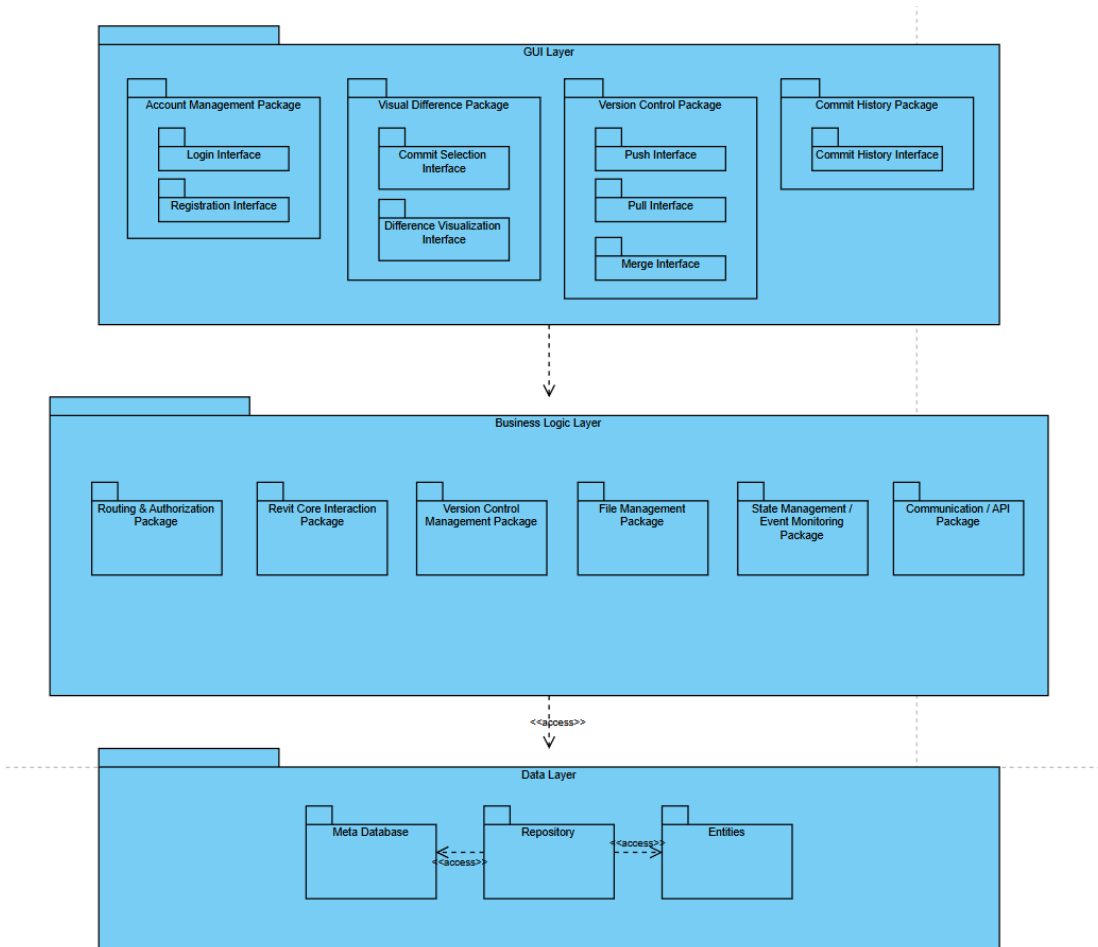 GUI Layer
Account Management Package
Login Interface
Registration Interface
Visual Difference Package
Commit Selection
Interface
Difference Visualization
Interface
Version Control Package
Push Interface
Pull Interface
Merge Interface
Commit History Package
Commit History Interface
Business Logic Layer
Routing & Authorization
Package
Revit Core Interaction
Package
Version Control
Management Package
File Management
Package
State Management /
Event Monitoring
Package
Communication / API
Package
<<access>>
Data Layer
Meta Database
<<access>>
Repository
<<access>>
Entities